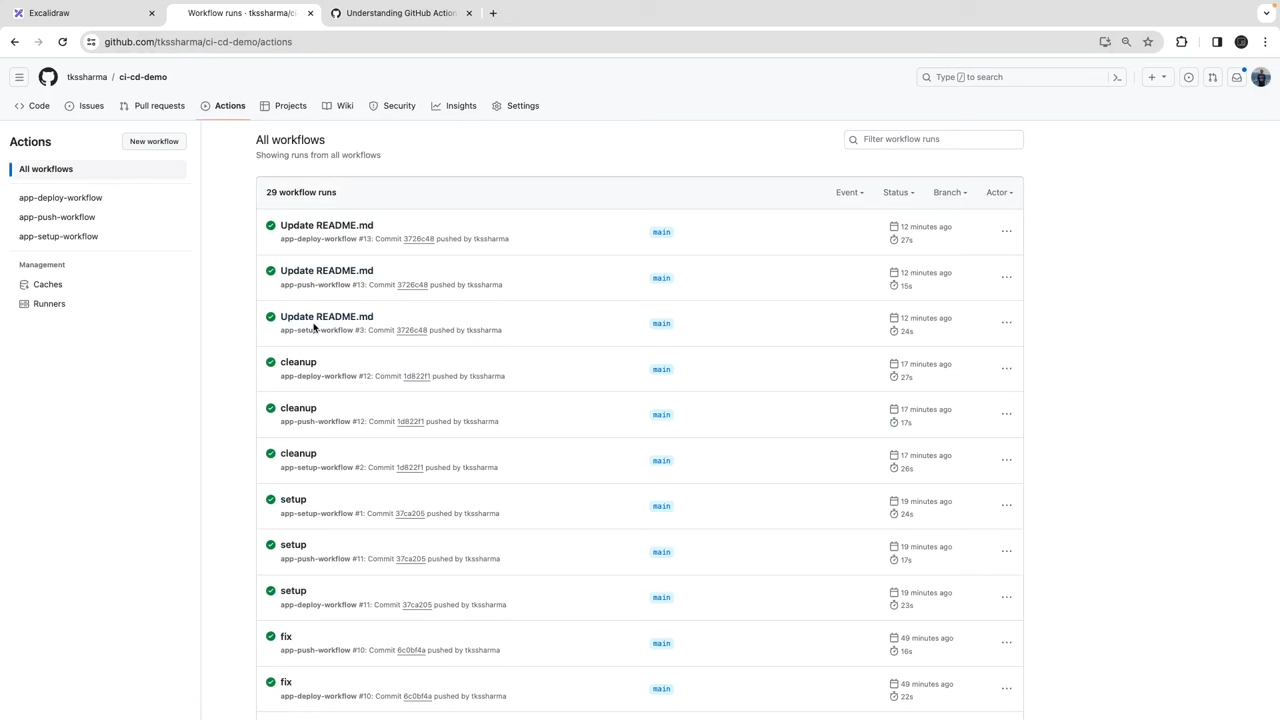 Excalidraw
Workflow runs · tkssharma/ci-
Understanding GitHub Action
github.com/tkssharma/ci-cd-demo/actions
tkssharma / ci-cd-demo
Type / to search
Code
Issues
Pull requests
Actions
Projects
Wiki
Security
Insights
Settings
Actions
New workflow
All workflows
app-deploy-workflow
app-push-workflow
app-setup-workflow
Management
Caches
Runners
All workflows
Showing runs from all workflows
Filter workflow runs
29 workflow runs
Event
Status
Branch
Actor
Update README.md
app-deploy-workflow #13: Commit 3726c48 pushed by tkssharma
main
12 minutes ago
27s
Update README.md
app-push-workflow #13: Commit 3726c48 pushed by tkssharma
main
12 minutes ago
15s
Update README.md
app-setup-workflow #3: Commit 3726c48 pushed by tkssharma
main
12 minutes ago
24s
cleanup
app-deploy-workflow #12: Commit 1d822f1 pushed by tkssharma
main
17 minutes ago
27s
cleanup
app-push-workflow #12: Commit 1d822f1 pushed by tkssharma
main
17 minutes ago
17s
cleanup
app-setup-workflow #2: Commit 1d822f1 pushed by tkssharma
main
17 minutes ago
26s
setup
app-setup-workflow #1: Commit 37ca205 pushed by tkssharma
main
19 minutes ago
24s
setup
app-push-workflow #11: Commit 37ca205 pushed by tkssharma
main
19 minutes ago
17s
setup
app-deploy-workflow #11: Commit 37ca205 pushed by tkssharma
main
19 minutes ago
23s
fix
app-push-workflow #10: Commit 6c0bf4a pushed by tkssharma
main
49 minutes ago
16s
fix
app-deploy-workflow #10: Commit 6c0bf4a pushed by tkssharma
main
49 minutes ago
22s